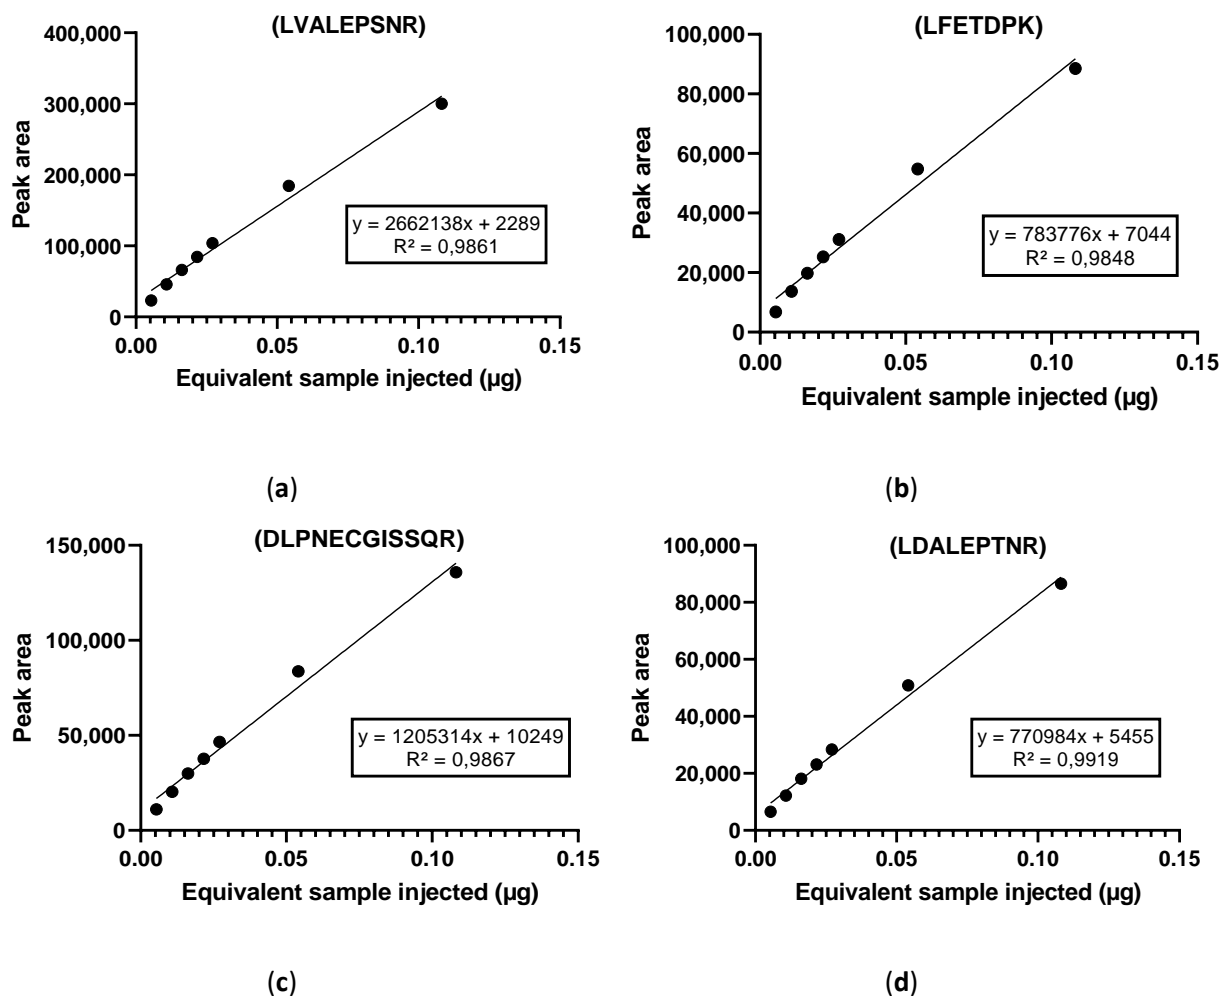 (LVALEPSNR)
400,000
300,000
200,000
100,000
0
Peak area
y = 2662138x + 2289
R² = 0,9861
0.00 0.05 0.10 0.15
Equivalent sample injected (µg)
(a)
(LFETDPK)
100,000
80,000
60,000
40,000
20,000
0
Peak area
y = 783776x + 7044
R² = 0,9848
0.00 0.05 0.10 0.15
Equivalent sample injected (µg)
(b)
(DLPNECGISSQR)
150,000
100,000
50,000
0
Peak area
y = 1205314x + 10249
R² = 0,9867
0.00 0.05 0.10 0.15
Equivalent sample injected (µg)
(c)
(LDALEPTNR)
100,000
80,000
60,000
40,000
20,000
0
Peak area
y = 770984x + 5455
R² = 0,9919
0.00 0.05 0.10 0.15
Equivalent sample injected (µg)
(d)